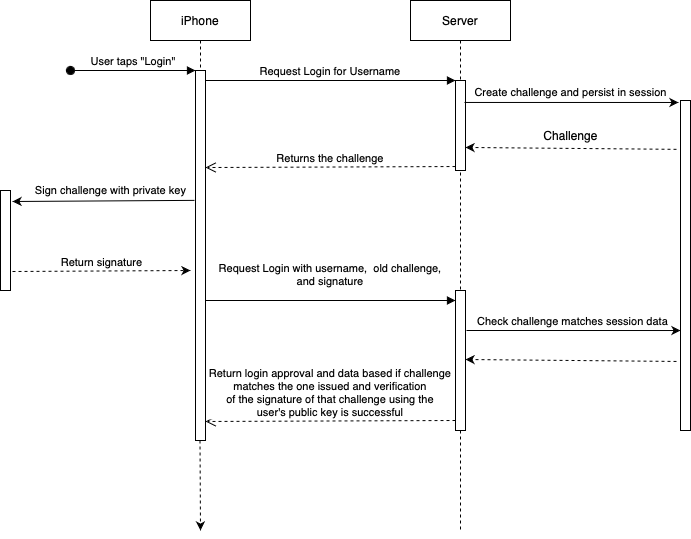 iPhone
Server
User taps "Login"
Request Login for Username
Create challenge and persist in session
Challenge
Returns the challenge
Sign challenge with private key
Return signature
Request Login with username,  old challenge,
and signature
Check challenge matches session data
Return login approval and data based if challenge
matches the one issued and verification
of the signature of that challenge using the
user's public key is successful